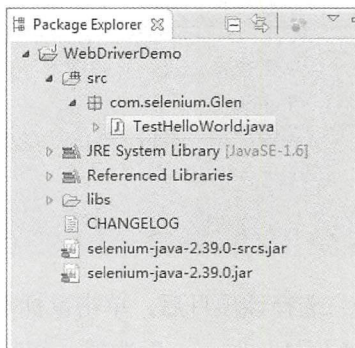 Package Explorer
WebDriverDemo
src
com.selenium.Glen
TestHelloWorld.java
JRE System Library [JavaSE-1.6]
Referenced Libraries
libs
CHANGELOG
selenium-java-2.39.0-srcs.jar
selenium-java-2.39.0.jar